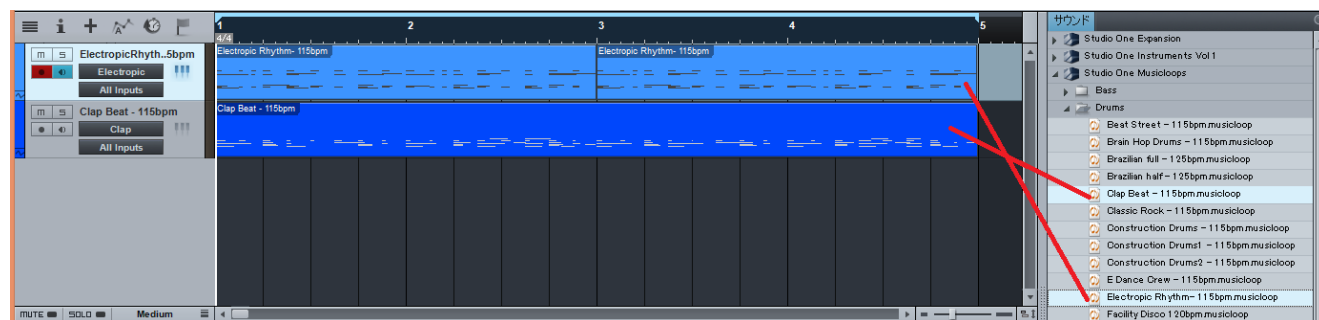 1 2 3 4 5
4/4
サウンド
M S ElectropicRhyth..5bpm
Electropic
All Inputs
M S Clap Beat - 115bpm
Clap
All Inputs
Electropic Rhythm- 115bpm Electropic Rhythm- 115bpm
Clap Beat - 115bpm
Studio One Expansion
Studio One Instruments Vol 1
Studio One Musicloops
Bass
Drums
Beat Street - 115bpm.musicloop
Brain Hop Drums - 115bpm.musicloop
Brazilian full - 125bpm.musicloop
Brazilian half - 125bpm.musicloop
Clap Beat - 115bpm.musicloop
Classic Rock - 115bpm.musicloop
Construction Drums - 115bpm.musicloop
Construction Drums1 - 115bpm.musicloop
Construction Drums2 - 115bpm.musicloop
E Dance Crew - 115bpm.musicloop
Electropic Rhythm- 115bpm.musicloop
Facility Disco 120bpm.musicloop
MUTE SOLO Medium